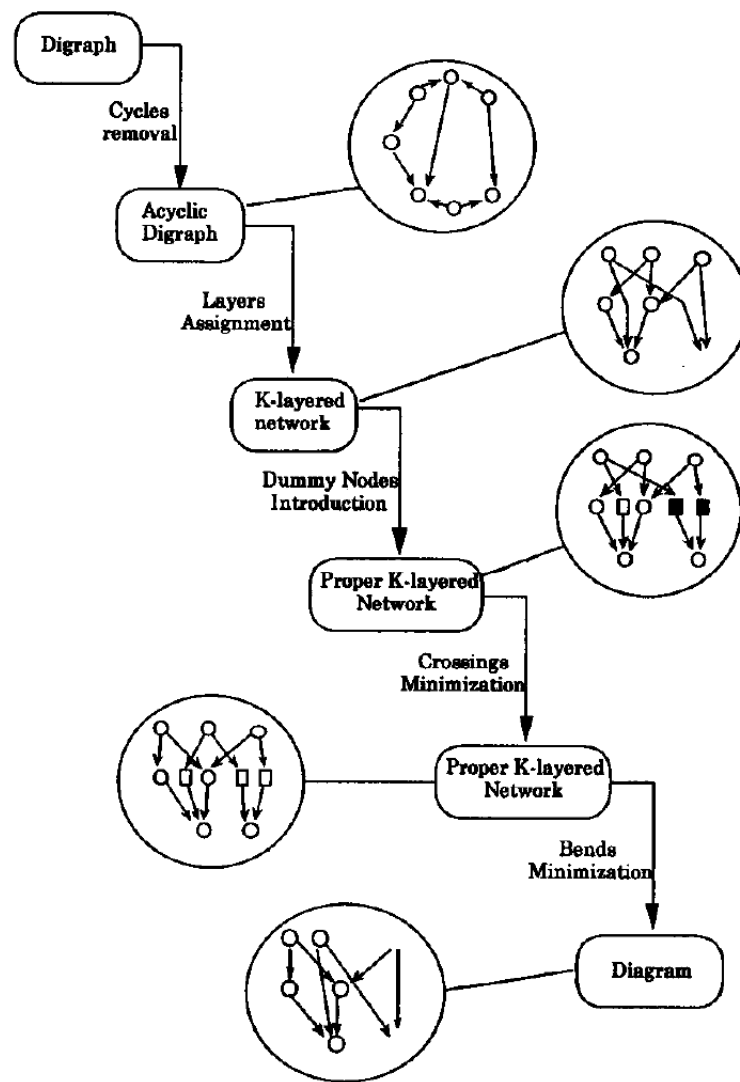 Digraph
Cycles
removal
Acyclic
Digraph
Layers
Assignment
K-layered
network
Dummy Nodes
Introduction
Proper K-layered
Network
Crossings
Minimization
Proper K-layered
Network
Bends
Minimization
Diagram